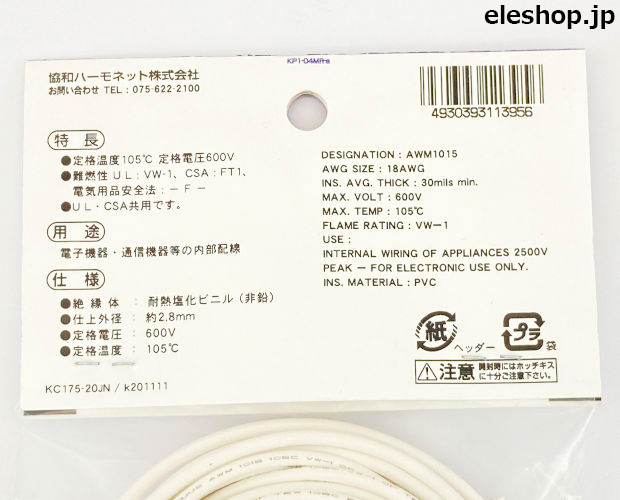 eleshop.jp
協和ハーモネット株式会社
お問い合わせ TEL：075-622-2100
4930393113956
特長
●定格温度105℃ 定格電圧600V
●難燃性 UL：VW-1、CSA：FT1、
電気用品安全法：－F－
●UL・CSA共用です。
用途
電子機器・通信機器等の内部配線
仕様
●絶縁体：耐熱塩化ビニル（非鉛）
●仕上外径：約2.8mm
●定格電圧：600V
●定格温度：105℃
KC175-20JN / k201111
DESIGNATION : AWM1015
AWG SIZE : 18AWG
INS. AVG. THICK : 30mils min.
MAX. VOLT : 600V
MAX. TEMP : 105℃
FLAME RATING : VW－1
USE :
INTERNAL WIRING OF APPLIANCES 2500V
PEAK － FOR ELECTRONIC USE ONLY.
INS. MATERIAL : PVC
紙
ヘッダー
プラ
袋
注意
開封時にはホッチキス
に十分ご注意下さい。
AWM 1015 105C VW-1